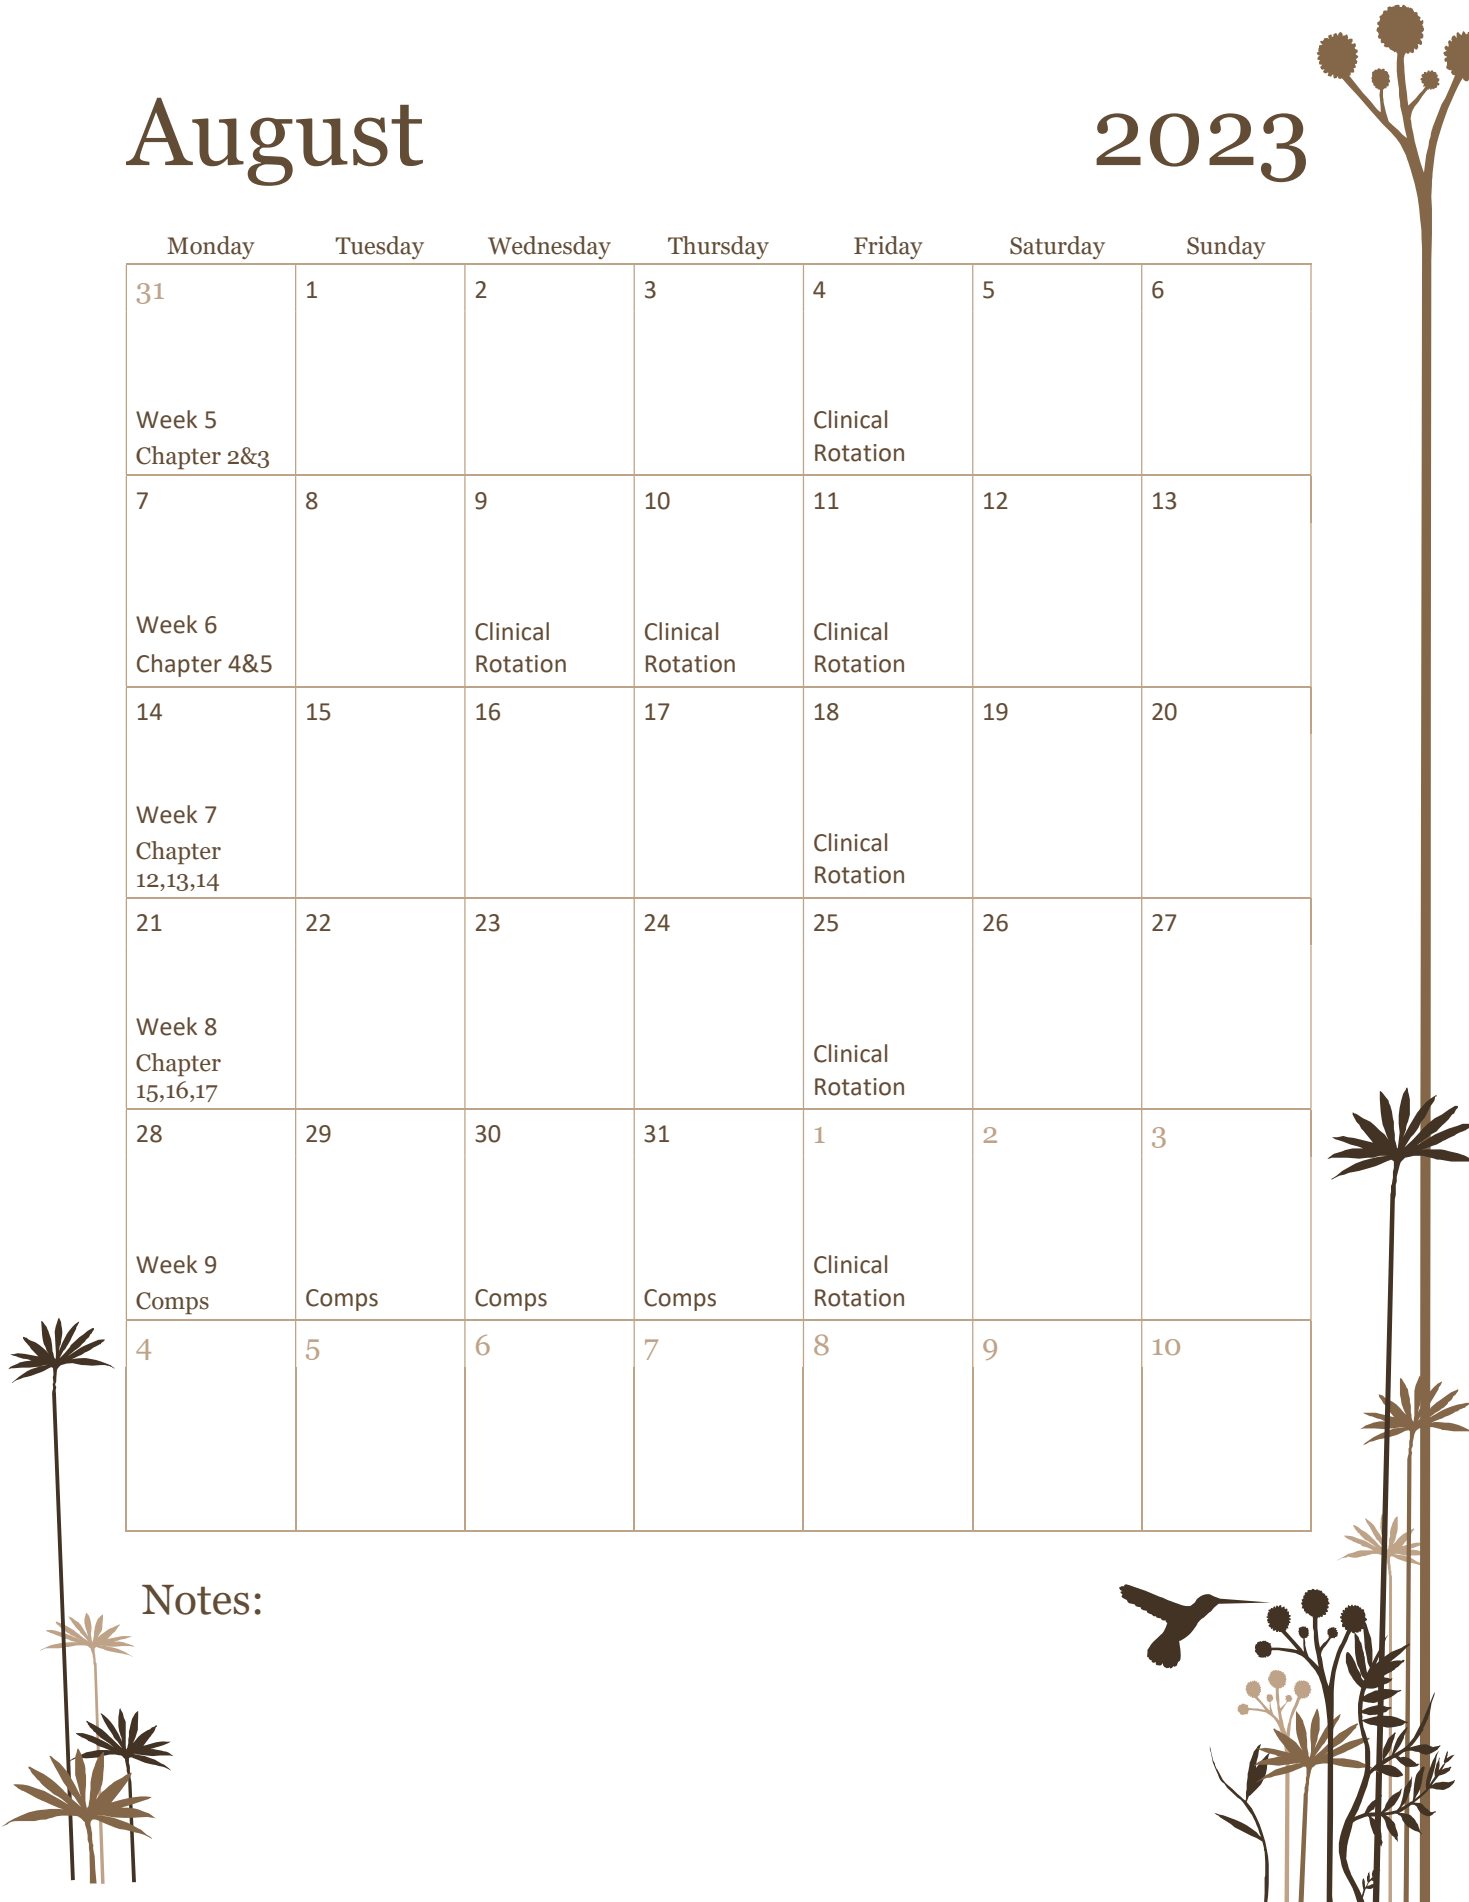 August 2023
Monday Tuesday Wednesday Thursday Friday Saturday Sunday
31 1 2 3 4 5 6
Week 5 Clinical
Chapter 2&3 Rotation
7 8 9 10 11 12 13
Week 6 Clinical Clinical Clinical
Chapter 4&5 Rotation Rotation Rotation
14 15 16 17 18 19 20
Week 7
Chapter Clinical
12,13,14 Rotation
21 22 23 24 25 26 27
Week 8
Chapter Clinical
15,16,17 Rotation
28 29 30 31 1 2 3
Week 9 Clinical
Comps Comps Comps Comps Rotation
4 5 6 7 8 9 10
Notes: